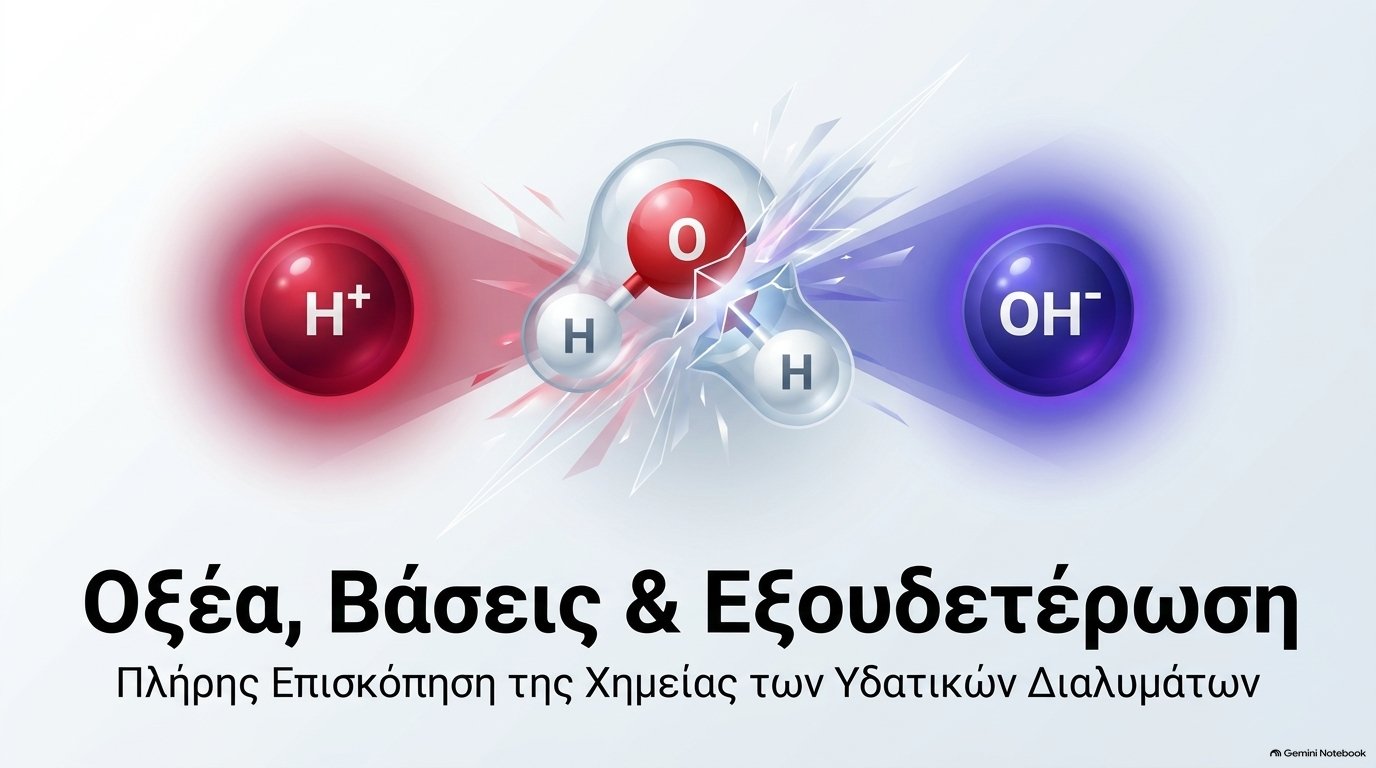 H⁺
O
H
H
OH⁻
Οξέα, Βάσεις & Εξουδετέρωση
Πλήρης Επισκόπηση της Χημείας των Υδατικών Διαλυμάτων
Gemini Notebook